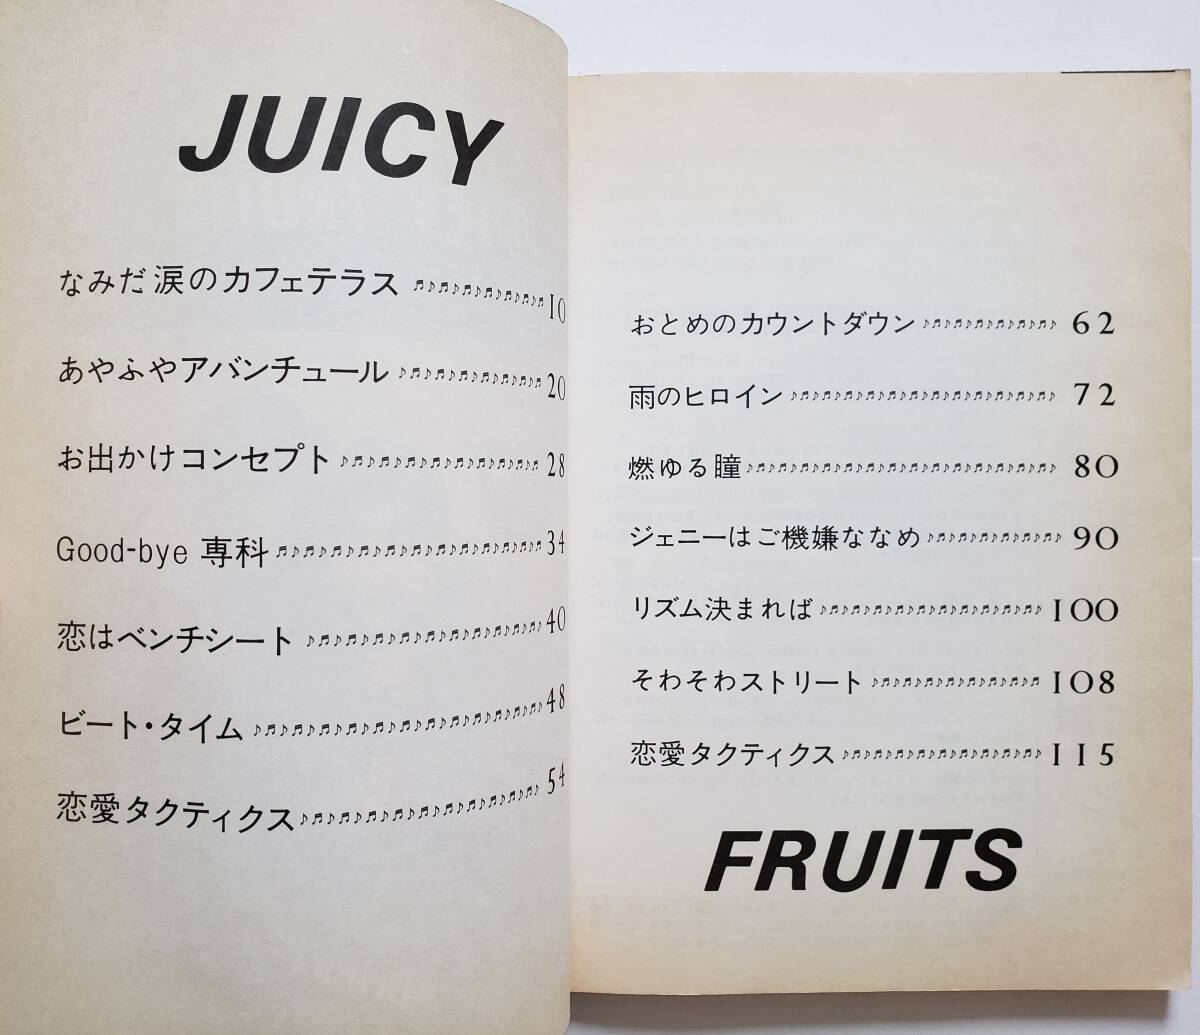 JUICY
なみだ涙のカフェテラス 10
あやふやアバンチュール 20
お出かけコンセプト 28
Good-bye 専科 34
恋はベンチシート 40
ビート・タイム 48
恋愛タクティクス 54
おとめのカウントダウン 62
雨のヒロイン 72
燃ゆる瞳 80
ジェニーはご機嫌ななめ 90
リズム決まれば 100
そわそわストリート 108
恋愛タクティクス 115
FRUITS